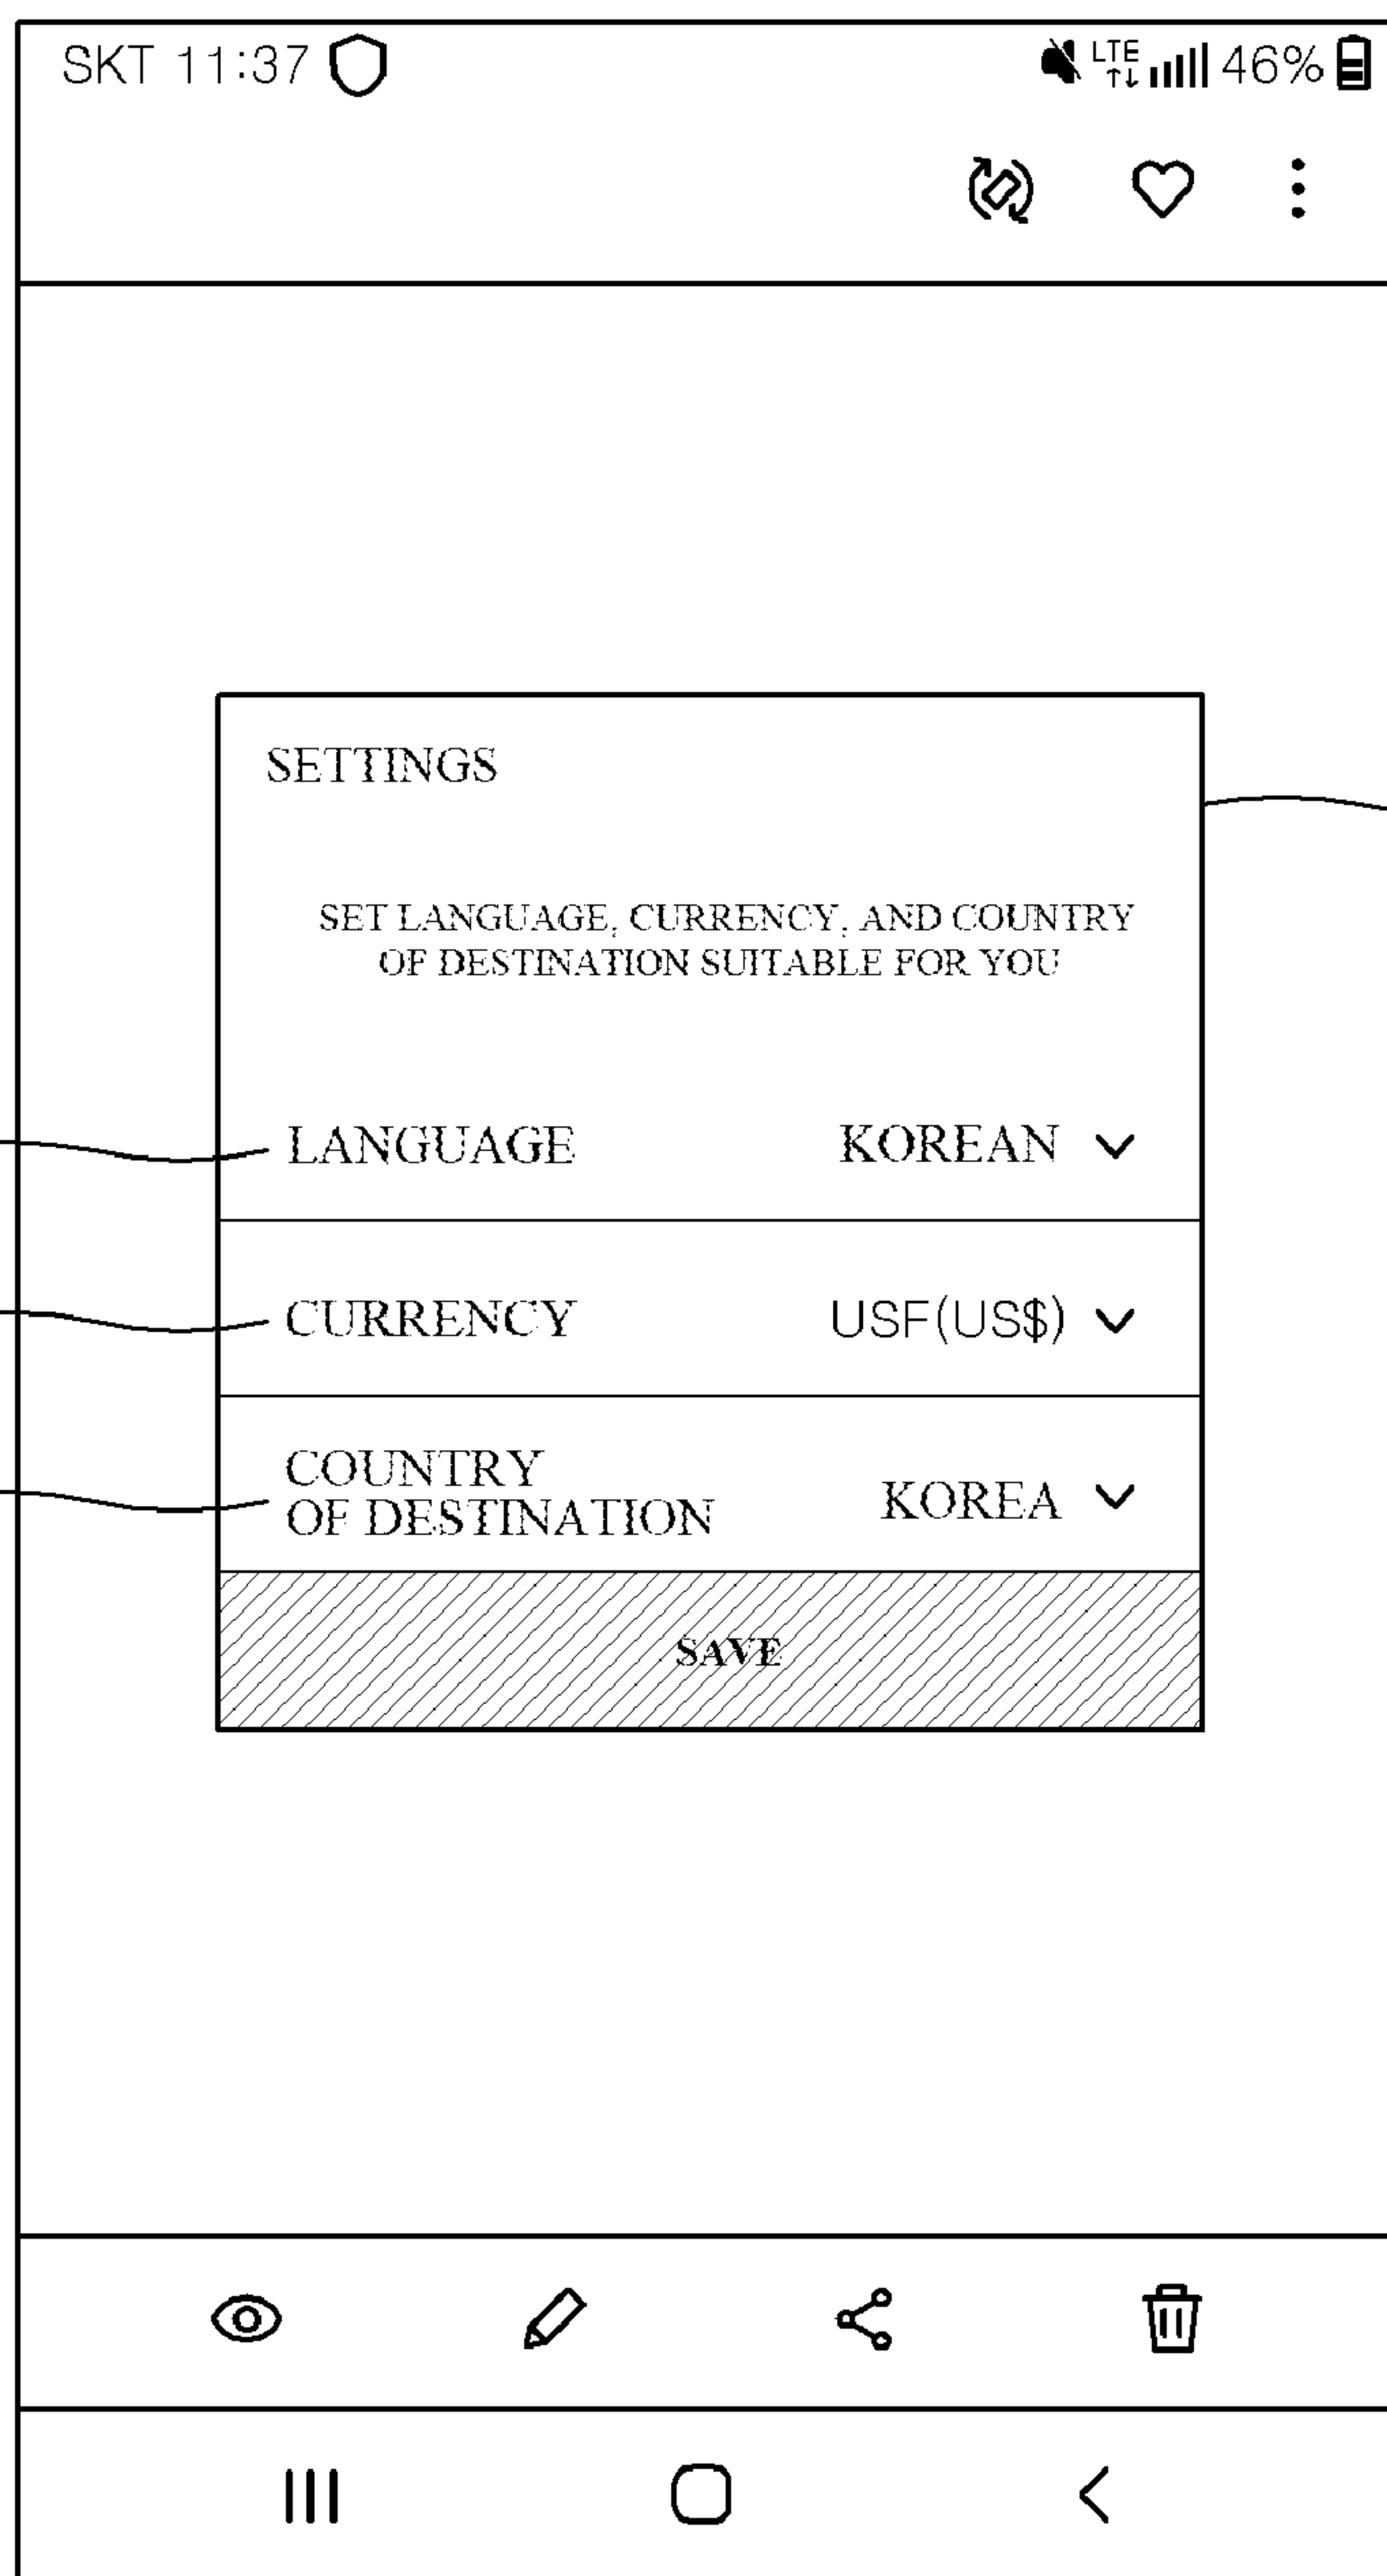 SKT 11:37 LTE 46%
SETTINGS
SET LANGUAGE, CURRENCY, AND COUNTRY
OF DESTINATION SUITABLE FOR YOU
LANGUAGE KOREAN
CURRENCY USF(US$)
COUNTRY
OF DESTINATION KOREA
SAVE